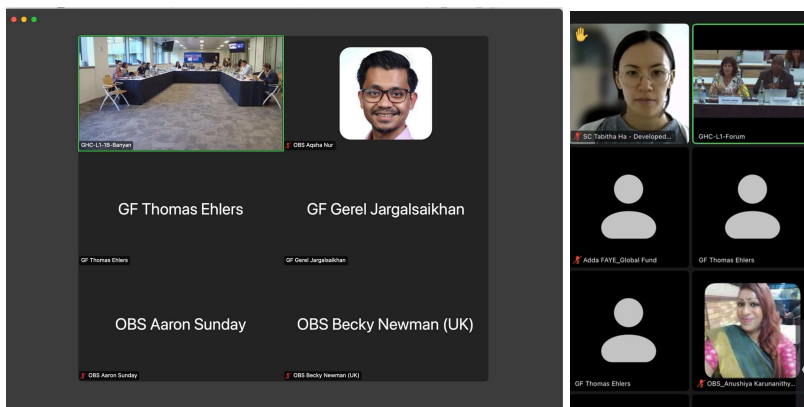 GHC-L1-18-Banyan
OBS Aqsha Nur
GF Thomas Ehlers
GF Gerel Jargalsaikhan
GF Thomas Ehlers
GF Gerel Jargalsaikhan
OBS Aaron Sunday
OBS Becky Newman (UK)
OBS Aaron Sunday
OBS Becky Newman (UK)
SC Tabitha Ha - Developed...
GHC-L1-Forum
Adda FAYE_Global Fund
GF Thomas Ehlers
GF Thomas Ehlers
OBS_Anushiya Karunanithy...